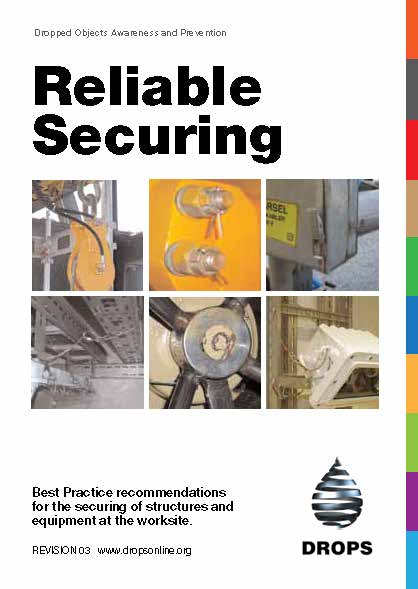 Dropped Objects Awareness and Prevention
Reliable
Securing
Best Practice recommendations
for the securing of structures and
equipment at the worksite.
REVISION 03 www.dropsonline.org
DROPS